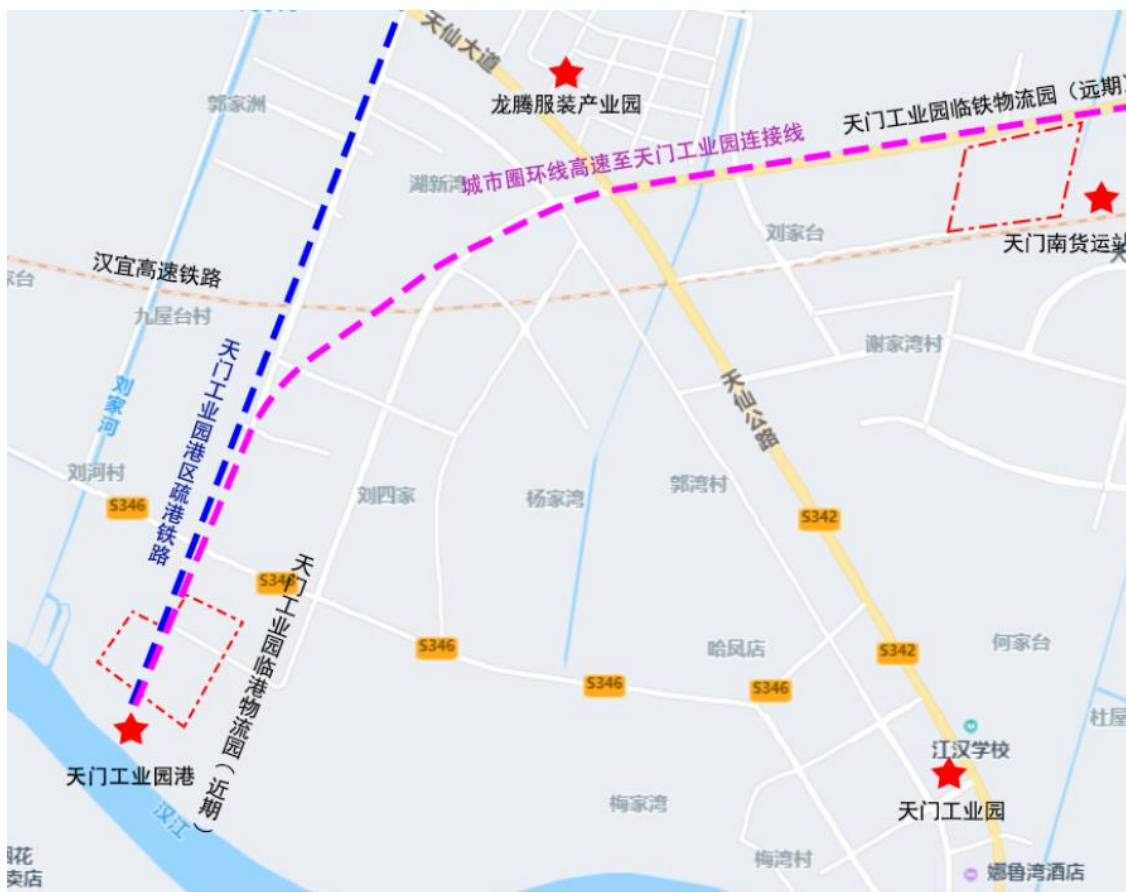 天仙大道
龙腾服装产业园
天门工业园临铁物流园（远期）
郭家洲
城市圈环线高速至天门工业园连接线
湖新湾
刘家台
天门南货运站
汉宜高速铁路
家台
九屋台村
谢家湾村
刘家河
天门工业园港区疏港铁路
天仙公路
刘河村
刘四家
杨家湾
郭湾村
S346
S342
天门工业园临港物流园（近期）
S346
S346
哈凤店
S342
何家台
S346
S346
杜屋
江汉学校
天门工业园港
汉江
梅家湾
天门工业园
梅湾村
娜鲁湾酒店
花
卖店